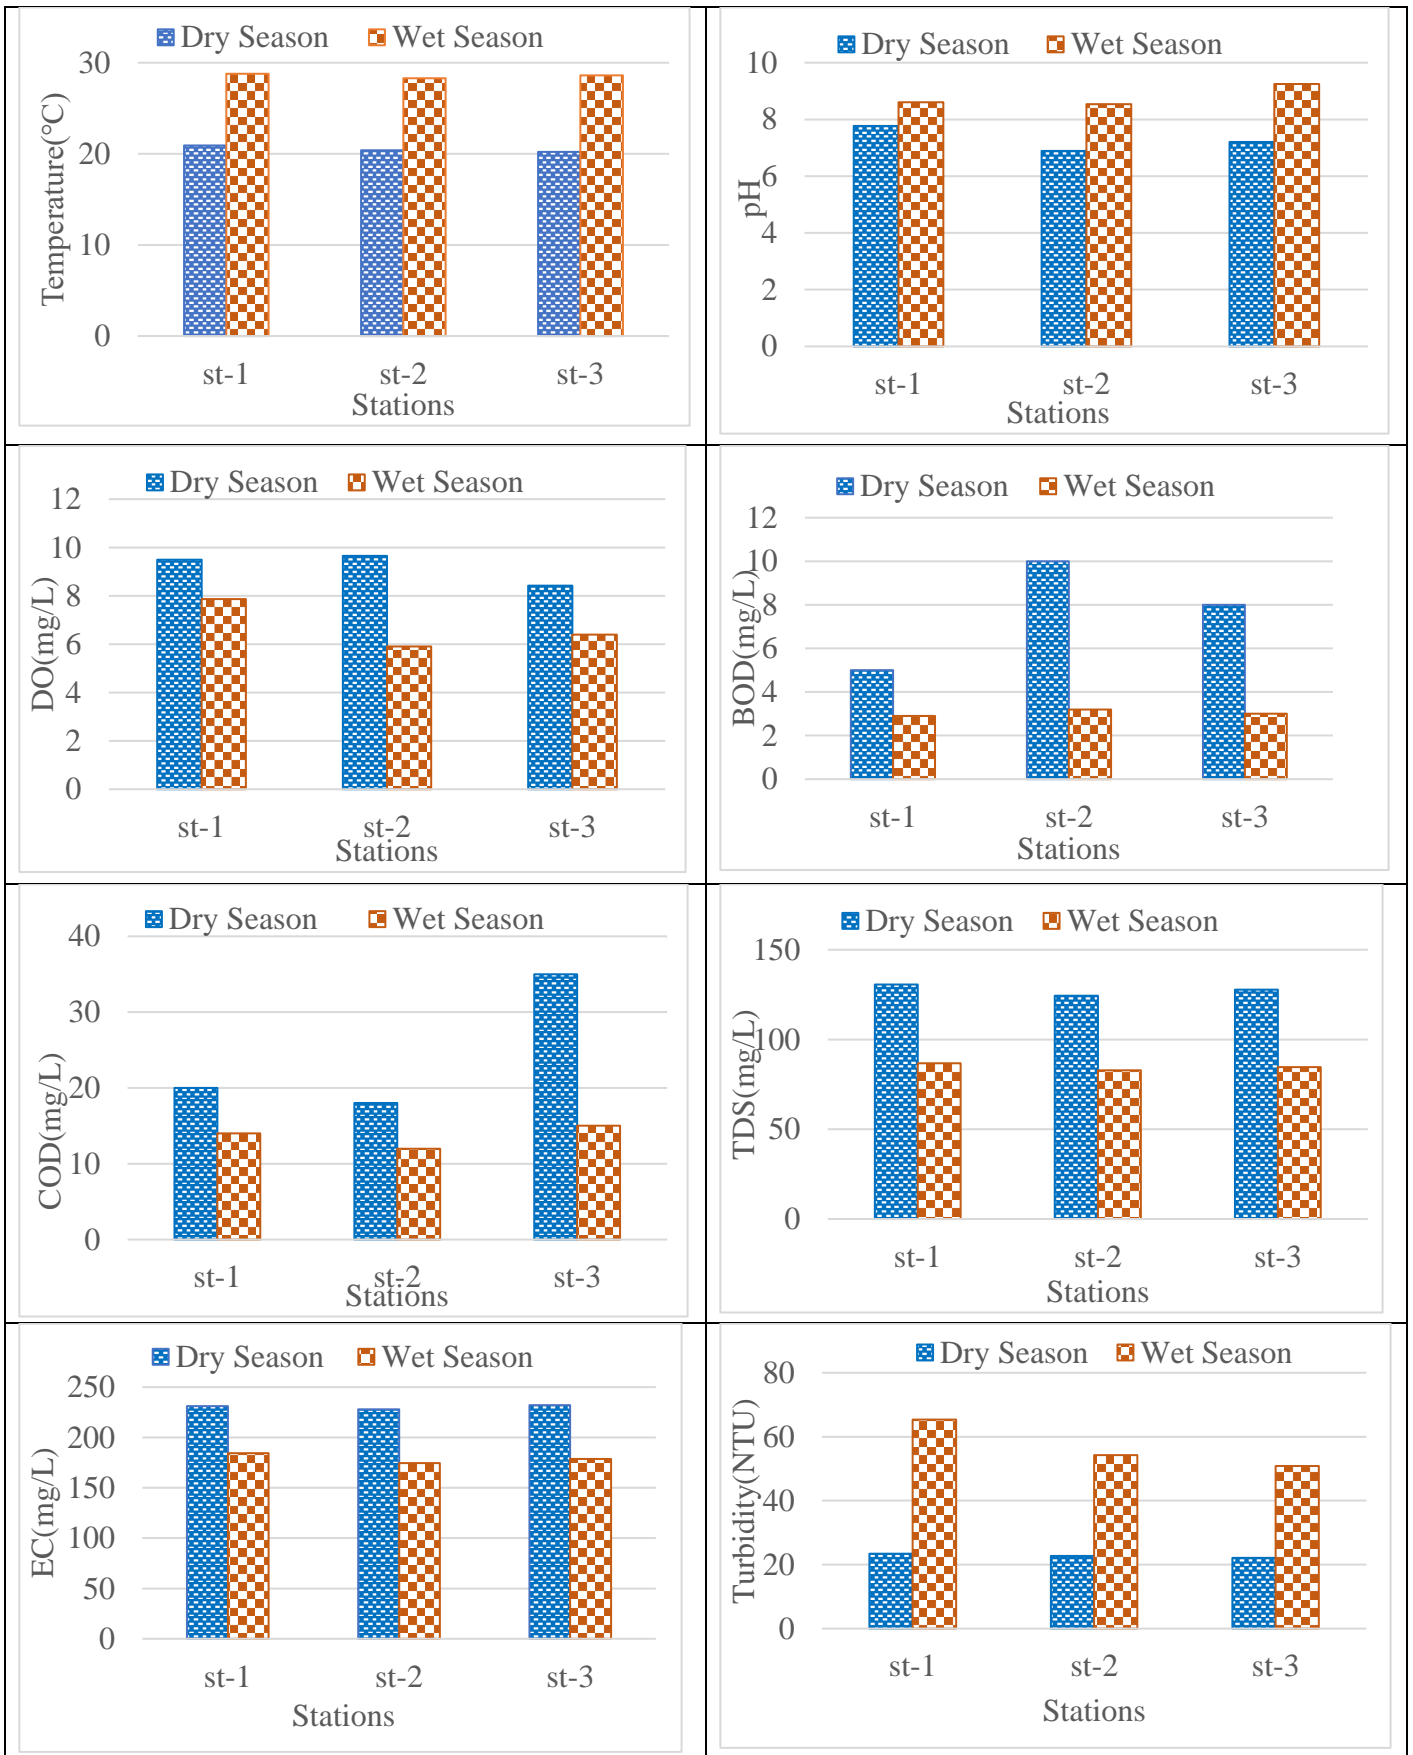 Dry Season Wet Season
30
20
10
0
Temperature(°C)
st-1 st-2 st-3
Stations
Dry Season Wet Season
10
8
6
4
2
0
pH
st-1 st-2 st-3
Stations
Dry Season Wet Season
12
10
8
6
4
2
0
DO(mg/L)
st-1 st-2 st-3
Stations
Dry Season Wet Season
12
10
8
6
4
2
0
BOD(mg/L)
st-1 st-2 st-3
Stations
Dry Season Wet Season
40
30
20
10
0
COD(mg/L)
st-1 st-2 st-3
Stations
Dry Season Wet Season
150
100
50
0
TDS(mg/L)
st-1 st-2 st-3
Stations
Dry Season Wet Season
250
200
150
100
50
0
EC(mg/L)
st-1 st-2 st-3
Stations
Dry Season Wet Season
80
60
40
20
0
Turbidity(NTU)
st-1 st-2 st-3
Stations